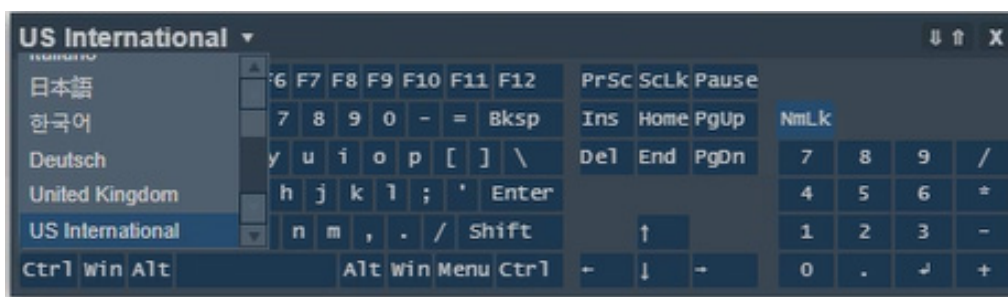 US International ▼ ⇓ ⇑ X
Italiano
日本語
한국어
Deutsch
United Kingdom
US International
F6 F7 F8 F9 F10 F11 F12 PrSc ScLk Pause
7 8 9 0 - = Bksp Ins Home PgUp NmLk
y u i o p [ ] \ Del End PgDn 7 8 9 /
h j k l ; ' Enter 4 5 6 *
n m , . / Shift ↑ 1 2 3 -
Ctrl Win Alt Alt Win Menu Ctrl ← ↓ → 0 . ↲ +